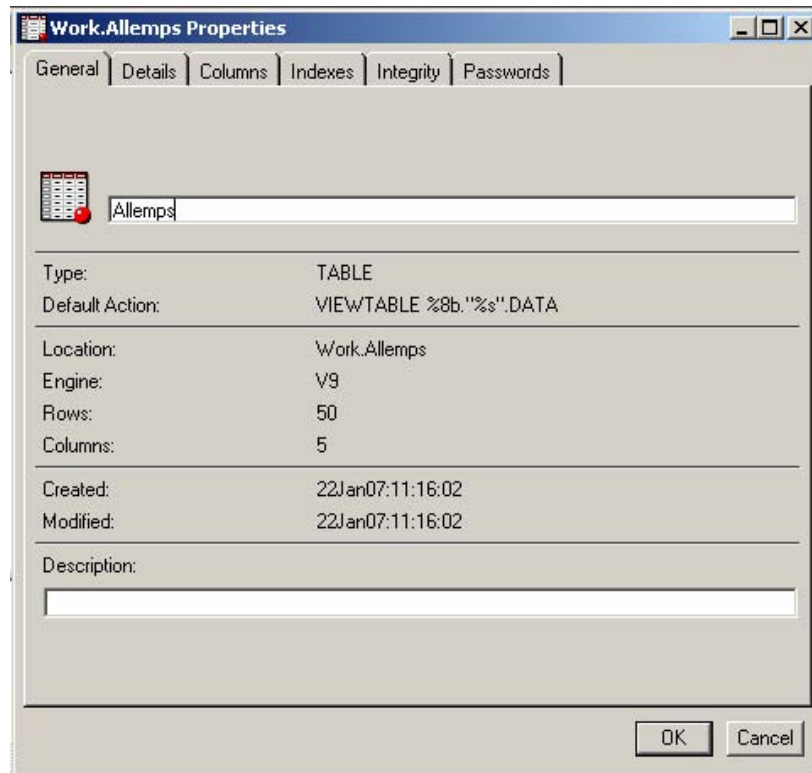 Work.Allemps Properties
General Details Columns Indexes Integrity Passwords
Allemps
Type: TABLE
Default Action: VIEWTABLE %8b."%s".DATA
Location: Work.Allemps
Engine: V9
Rows: 50
Columns: 5
Created: 22Jan07:11:16:02
Modified: 22Jan07:11:16:02
Description:
OK Cancel